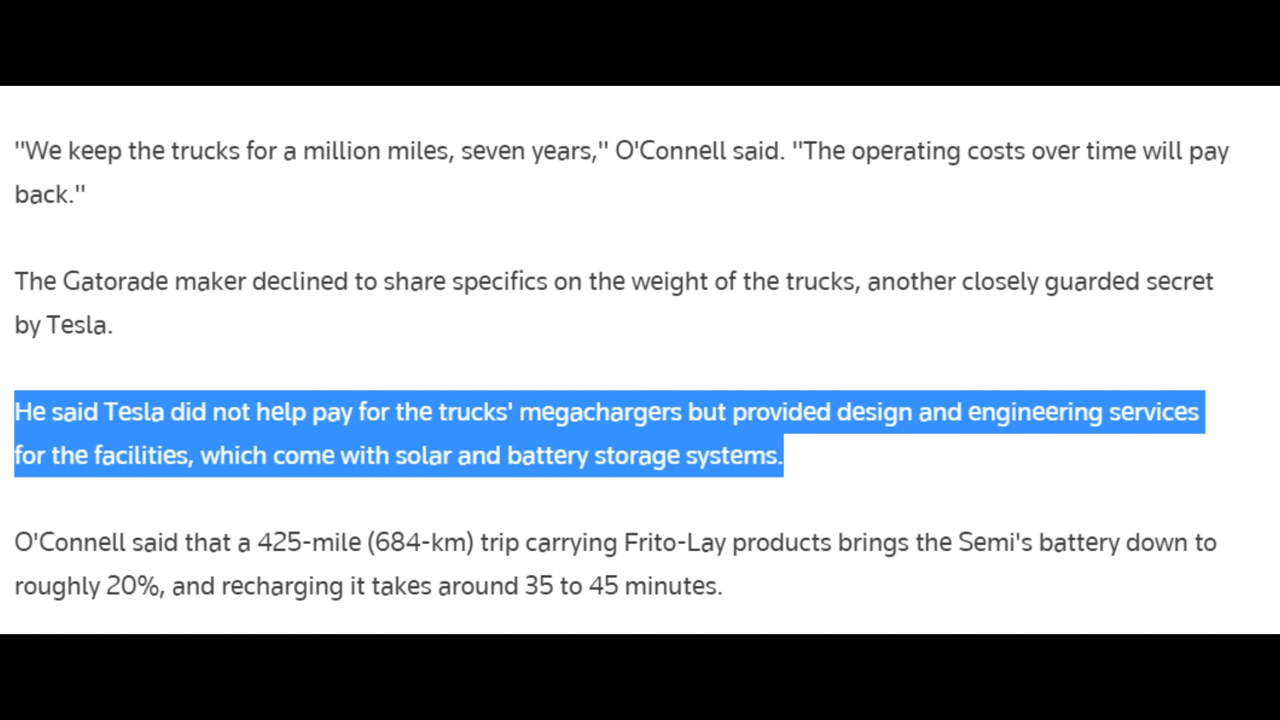 "We keep the trucks for a million miles, seven years," O'Connell said. "The operating costs over time will pay
back."
The Gatorade maker declined to share specifics on the weight of the trucks, another closely guarded secret
by Tesla.
He said Tesla did not help pay for the trucks' megachargers but provided design and engineering services
for the facilities, which come with solar and battery storage systems.
O'Connell said that a 425-mile (684-km) trip carrying Frito-Lay products brings the Semi's battery down to
roughly 20%, and recharging it takes around 35 to 45 minutes.